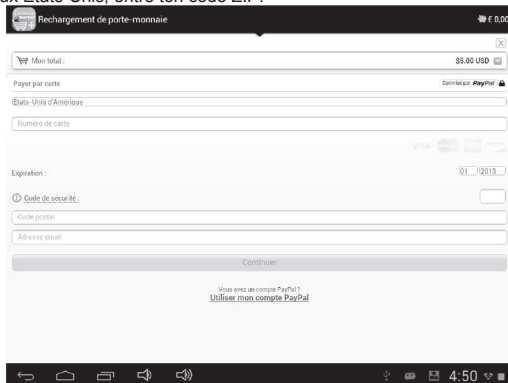 aux États-Unis, entre ton code ZIP.
Rechargement de porte-monnaie
£ 0,00
Mon total :
$5.00 USD
Payer par carte
Optimisé par PayPal
États-Unis d'Amérique
Numéro de carte
VISA
Expiration :
01 2013
Code de sécurité :
Code postal
Adresse email
Continuer
Vous avez un compte PayPal ?
Utiliser mon compte PayPal
4:50